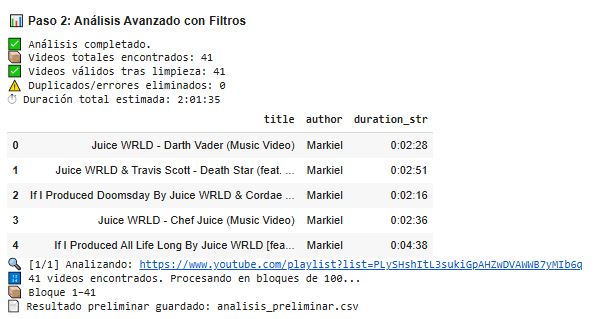 📊 Paso 2: Análisis Avanzado con Filtros
✅ Análisis completado.
📦 Videos totales encontrados: 41
✅ Videos válidos tras limpieza: 41
⚠️ Duplicados/errores eliminados: 0
⏱ Duración total estimada: 2:01:35
title author duration_str
0 Juice WRLD - Darth Vader (Music Video) Markiel 0:02:28
1 Juice WRLD & Travis Scott - Death Star (feat. ... Markiel 0:02:51
2 If I Produced Doomsday By Juice WRLD & Cordae ... Markiel 0:02:16
3 Juice WRLD - Chef Juice (Music Video) Markiel 0:02:36
4 If I Produced All Life Long By Juice WRLD [fea... Markiel 0:04:38
🔍 [1/1] Analizando: https://www.youtube.com/playlist?list=PLySHshItL3sukiGpAHZwDVAWWB7yMIb6q
🔢 41 videos encontrados. Procesando en bloques de 100...
📦 Bloque 1–41
📄 Resultado preliminar guardado: analisis_preliminar.csv